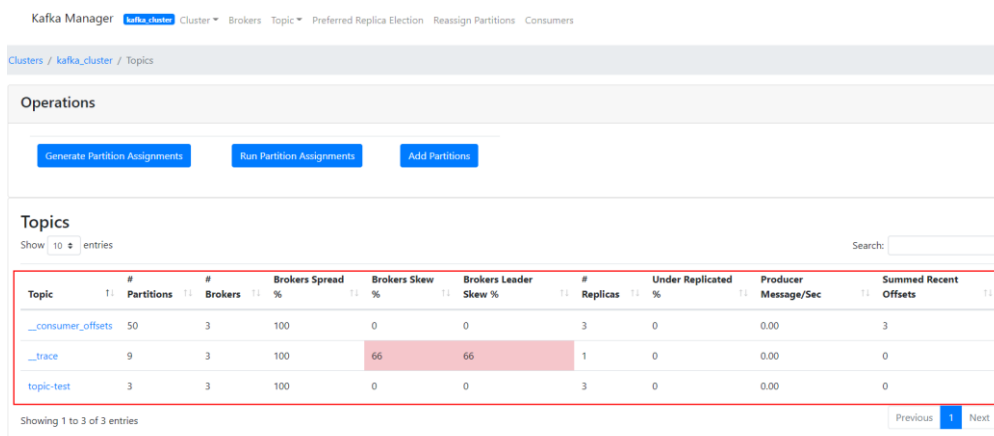 Kafka Manager kafka_cluster Cluster Brokers Topic Preferred Replica Election Reassign Partitions Consumers
Clusters / kafka_cluster / Topics
Operations
Generate Partition Assignments Run Partition Assignments Add Partitions
Topics
Show 10 entries Search:
Topic # Partitions # Brokers Brokers Spread % Brokers Skew % Brokers Leader Skew % # Replicas Under Replicated % Producer Message/Sec Summed Recent Offsets
__consumer_offsets 50 3 100 0 0 3 0 0.00 3
__trace 9 3 100 66 66 1 0 0.00 0
topic-test 3 3 100 0 0 3 0 0.00 0
Showing 1 to 3 of 3 entries Previous 1 Next